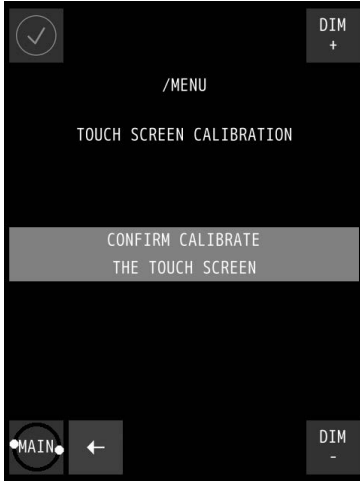 DIM
+
/MENU
TOUCH SCREEN CALIBRATION
CONFIRM CALIBRATE
THE TOUCH SCREEN
MAIN
←
DIM
-